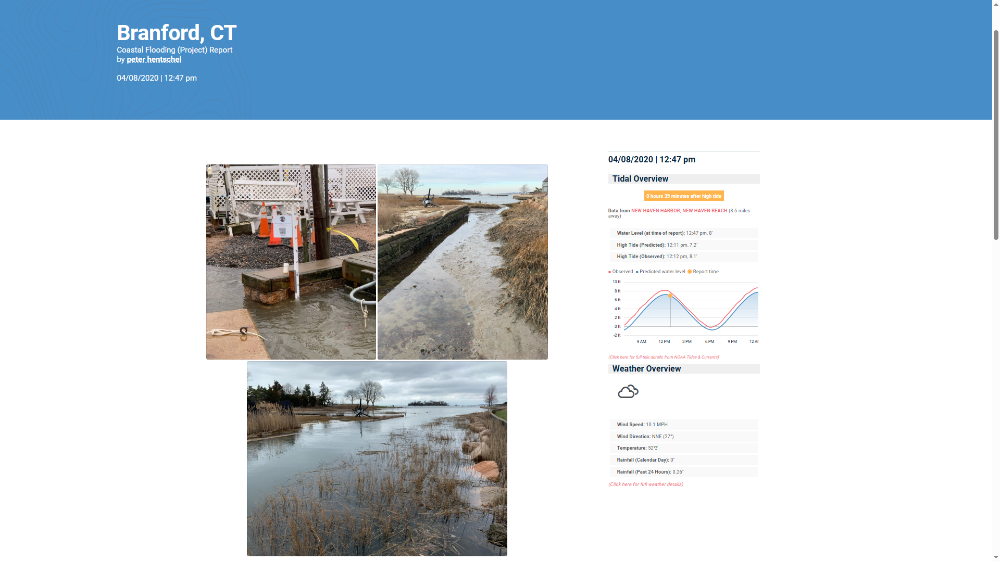 Branford, CT
Coastal Flooding (Project) Report
by peter hentschel
04/08/2020 | 12:47 pm
04/08/2020 | 12:47 pm
Tidal Overview
0 hours 35 minutes after high tide
Data from NEW HAVEN HARBOR, NEW HAVEN REACH (8.6 miles
away)
Water Level (at time of report): 12:47 pm, 8'
High Tide (Predicted): 12:11 pm, 7.2'
High Tide (Observed): 12:12 pm, 8.1'
Observed Predicted water level Report time
10 ft
8 ft
6 ft
4 ft
2 ft
0 ft
-2 ft
9 AM 12 PM 3 PM 6 PM 9 PM 12 AM
(Click here for full tide details from NOAA Tides & Currents)
Weather Overview
Wind Speed: 10.1 MPH
Wind Direction: NNE (27°)
Temperature: 52°F
Rainfall (Calendar Day): 0"
Rainfall (Past 24 Hours): 0.26"
(Click here for full weather details)